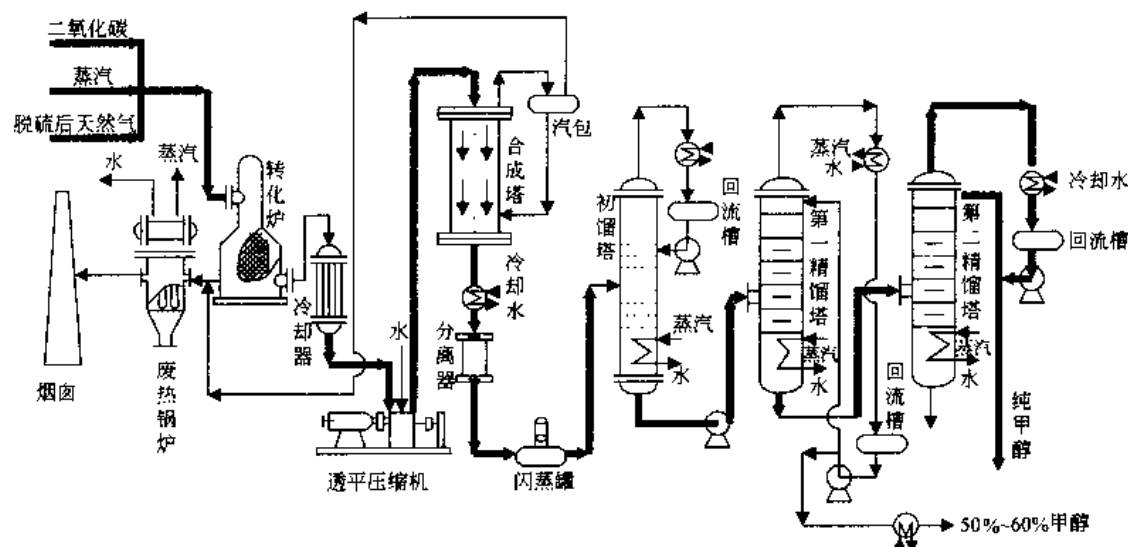 二氧化碳
蒸汽
脱硫后天然气
水
蒸汽
转化炉
烟囱
废热锅炉
冷却器
水
透平压缩机
合成塔
汽包
冷却水
分离器
闪蒸罐
初馏塔
回流槽
蒸汽
水
第一精馏塔
蒸汽
水
蒸汽
水
回流槽
50%~60%甲醇
第二精馏塔
冷却水
回流槽
蒸汽
水
纯甲醇